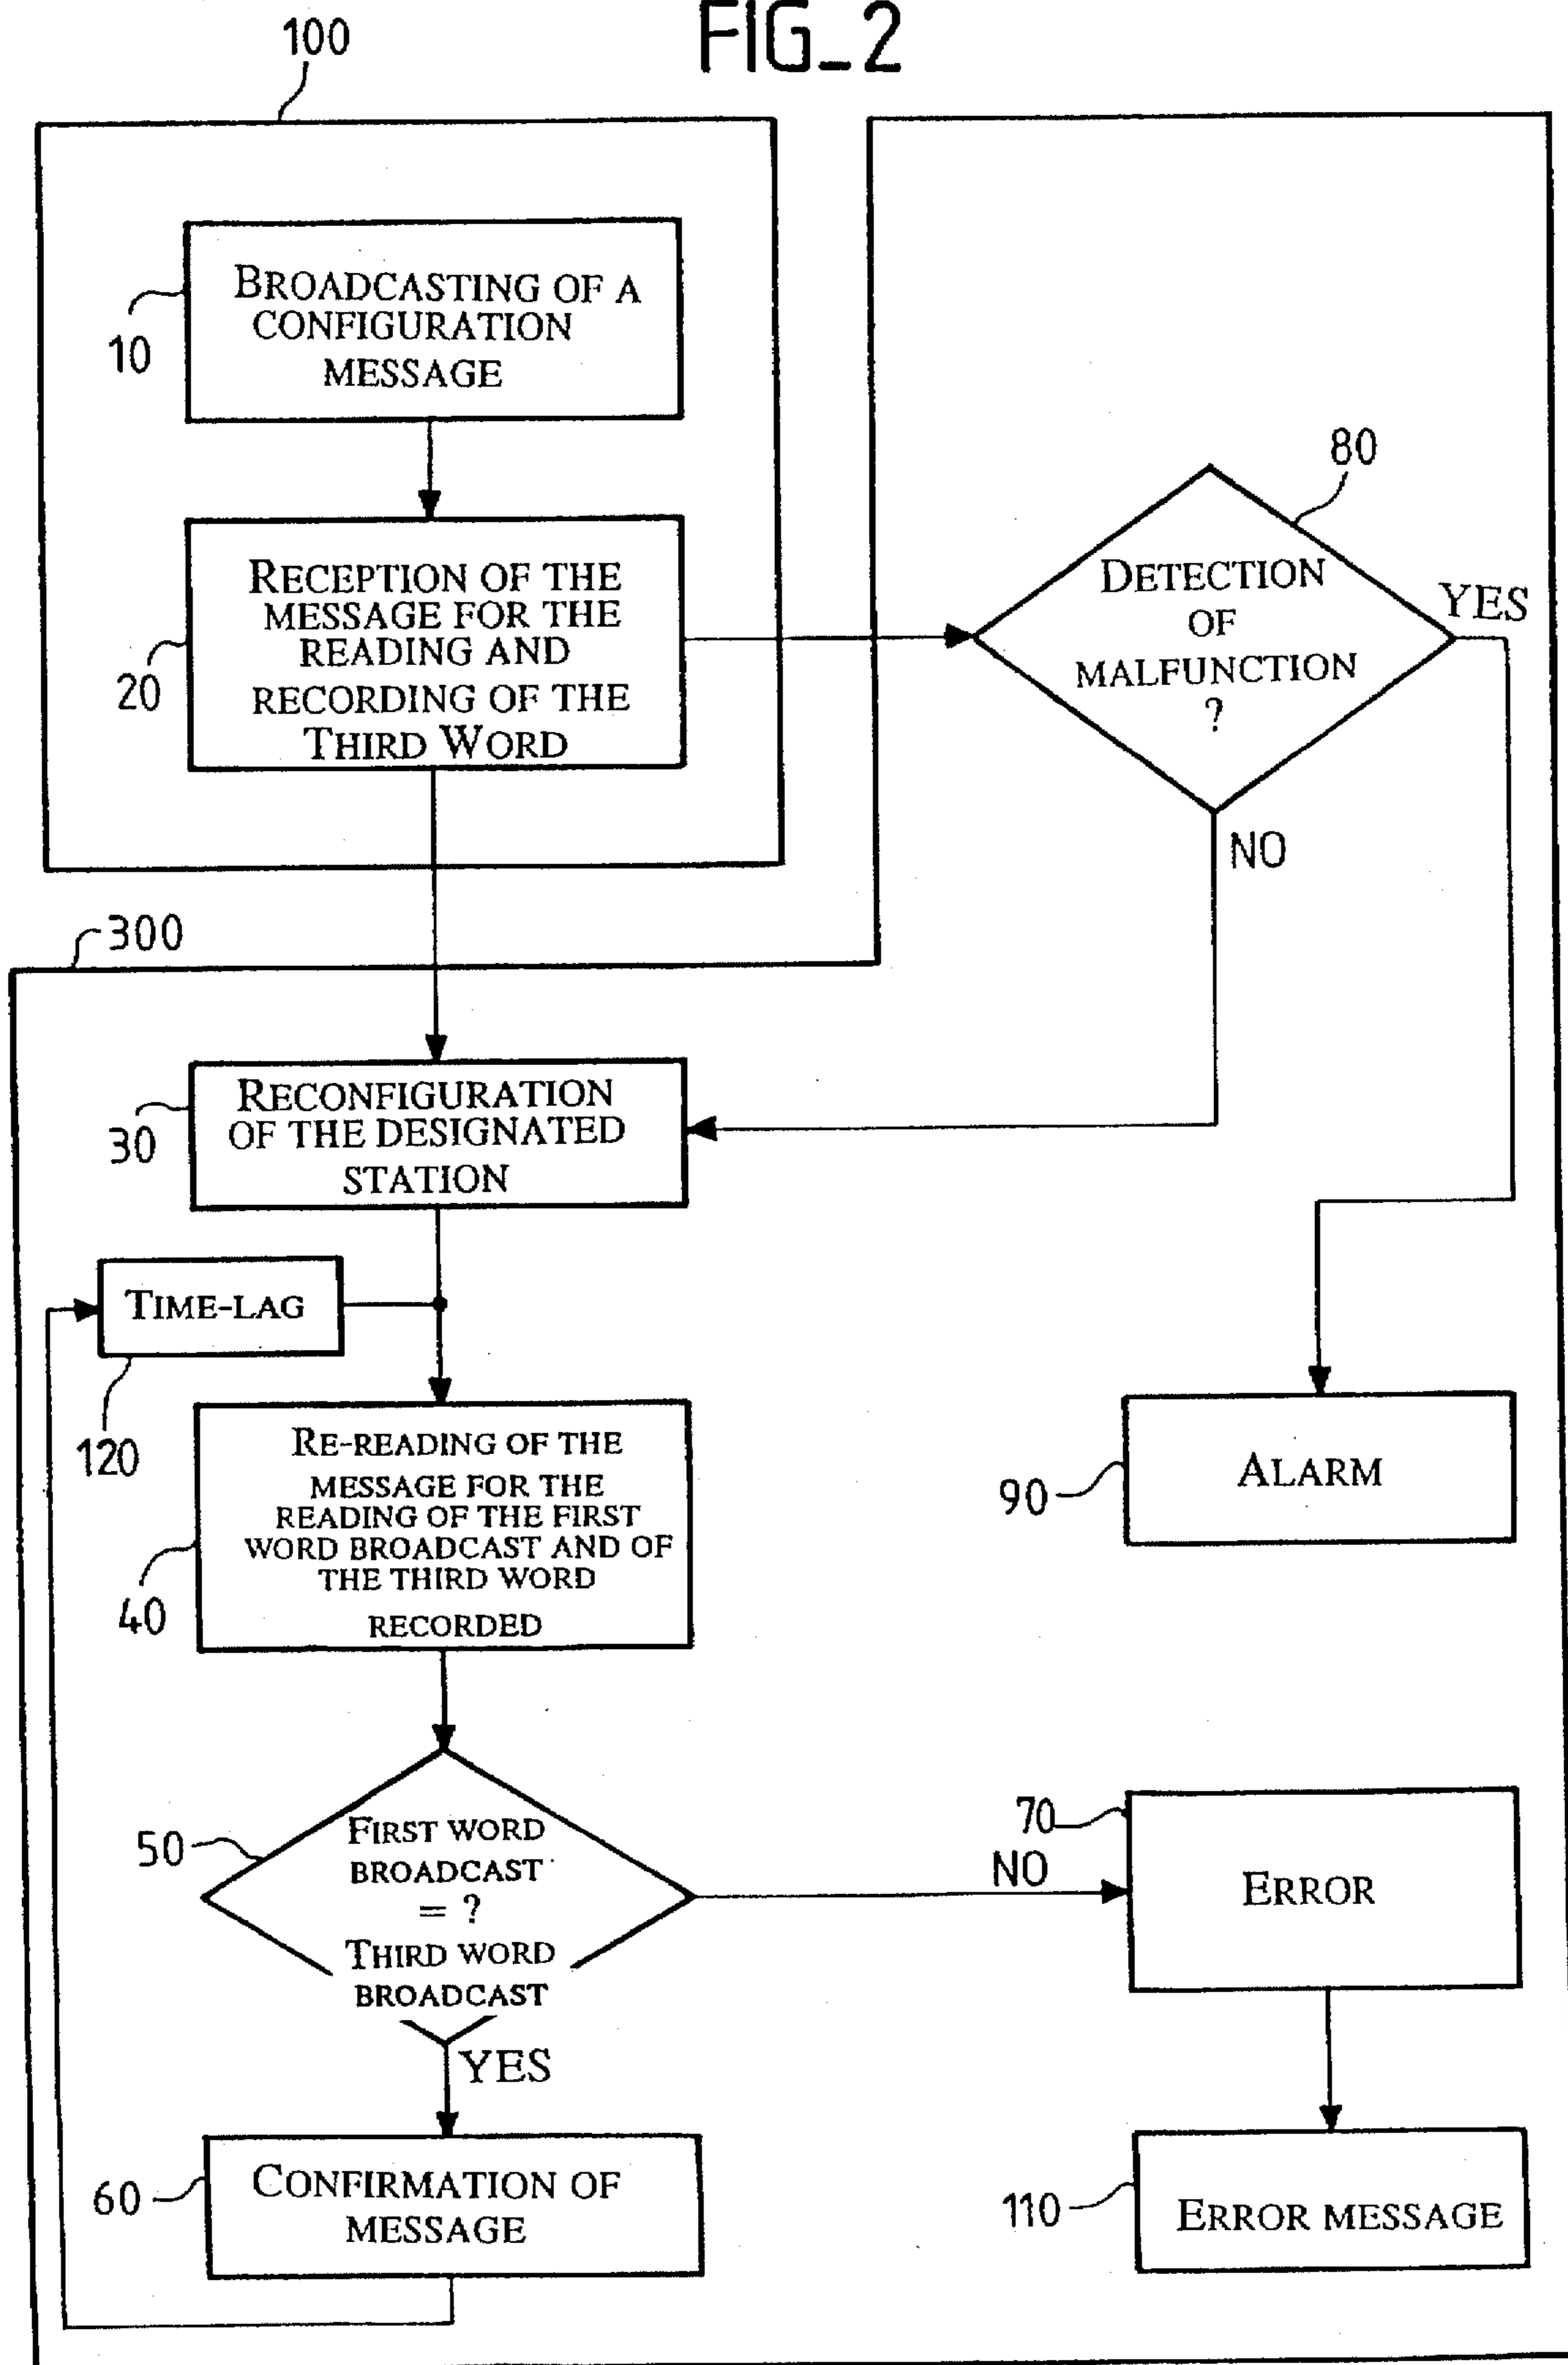 FIG_2
100
BROADCASTING OF A
CONFIGURATION
MESSAGE
10
RECEPTION OF THE
MESSAGE FOR THE
READING AND
RECORDING OF THE
THIRD WORD
20
80
DETECTION
OF
MALFUNCTION
?
YES
NO
300
RECONFIGURATION
OF THE DESIGNATED
STATION
30
TIME-LAG
120
RE-READING OF THE
MESSAGE FOR THE
READING OF THE FIRST
WORD BROADCAST AND OF
THE THIRD WORD
RECORDED
40
ALARM
90
FIRST WORD
BROADCAST
= ?
THIRD WORD
BROADCAST
50
NO
70
ERROR
YES
CONFIRMATION OF
MESSAGE
60
110
ERROR MESSAGE